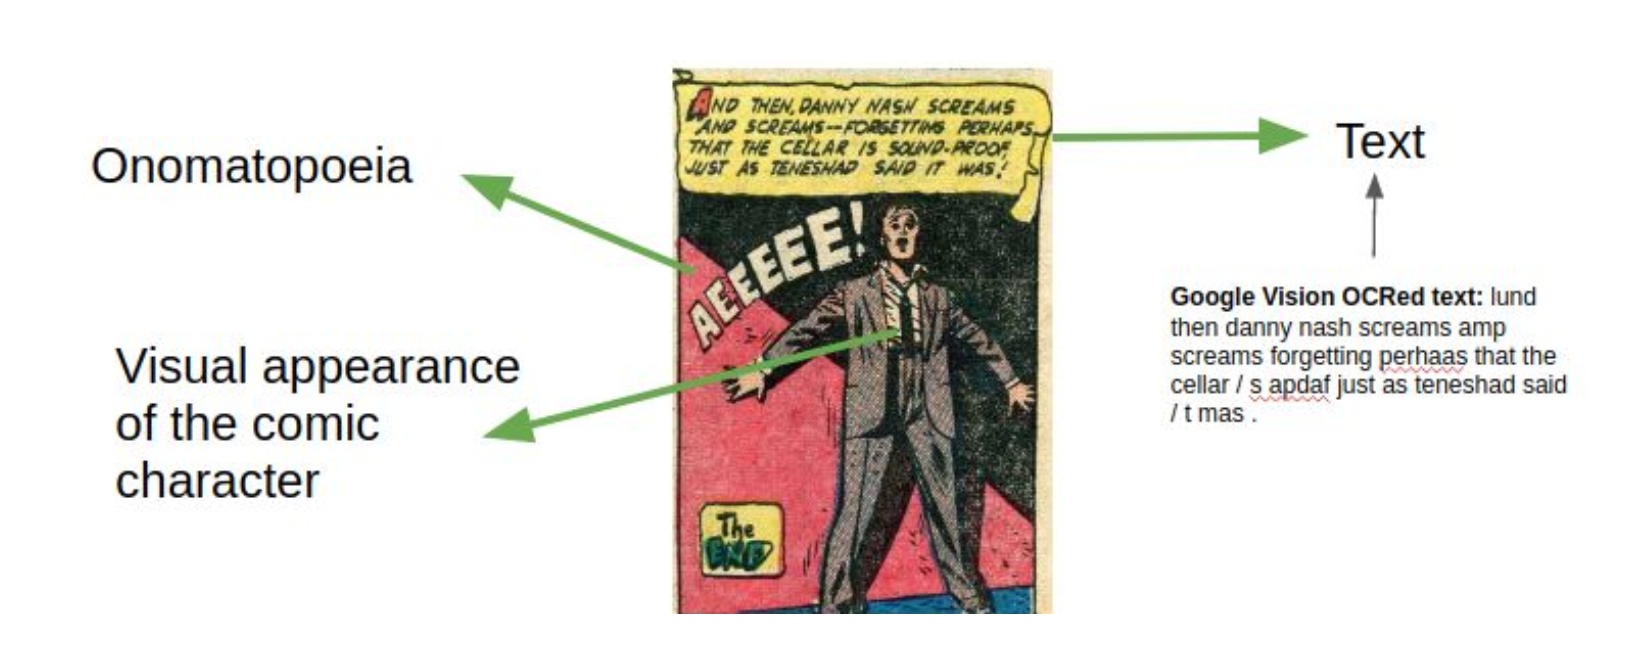 Onomatopoeia
Visual appearance
of the comic
character
AND THEN, DANNY NASH SCREAMS
AND SCREAMS--FORGETTING PERHAPS
THAT THE CELLAR IS SOUND-PROOF,
JUST AS TENESHAD SAID IT WAS!
AEEEEE!
The
END
Text
Google Vision OCRed text: lund
then danny nash screams amp
screams forgetting perhaas that the
cellar / s apdaf just as teneshad said
/ t mas .